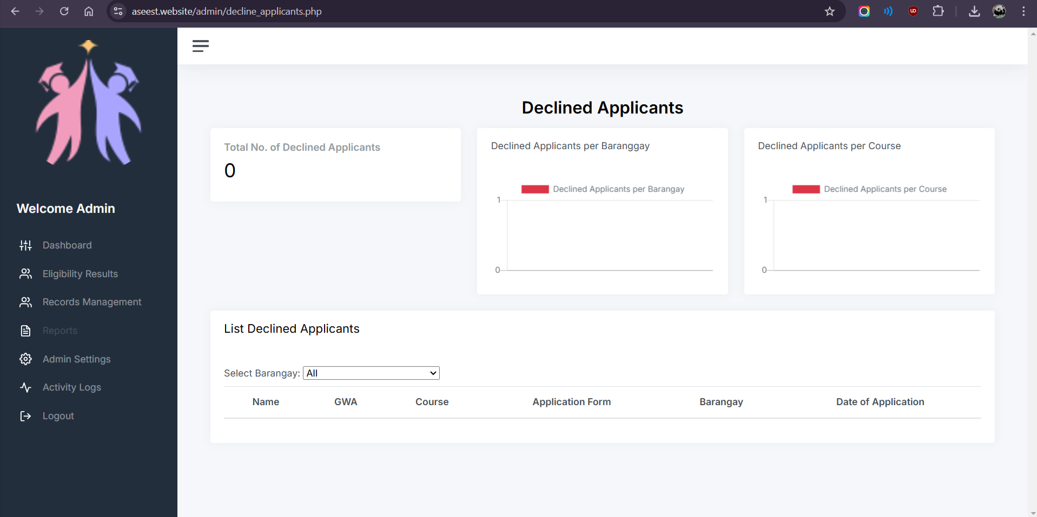 aseest.website/admin/decline_applicants.php
UD
Welcome Admin
Dashboard
Eligibility Results
Records Management
Reports
Admin Settings
Activity Logs
Logout
Declined Applicants
Total No. of Declined Applicants
0
Declined Applicants per Baranggay
Declined Applicants per Barangay
1
0
Declined Applicants per Course
Declined Applicants per Course
1
0
List Declined Applicants
Select Barangay: All
Name GWA Course Application Form Barangay Date of Application